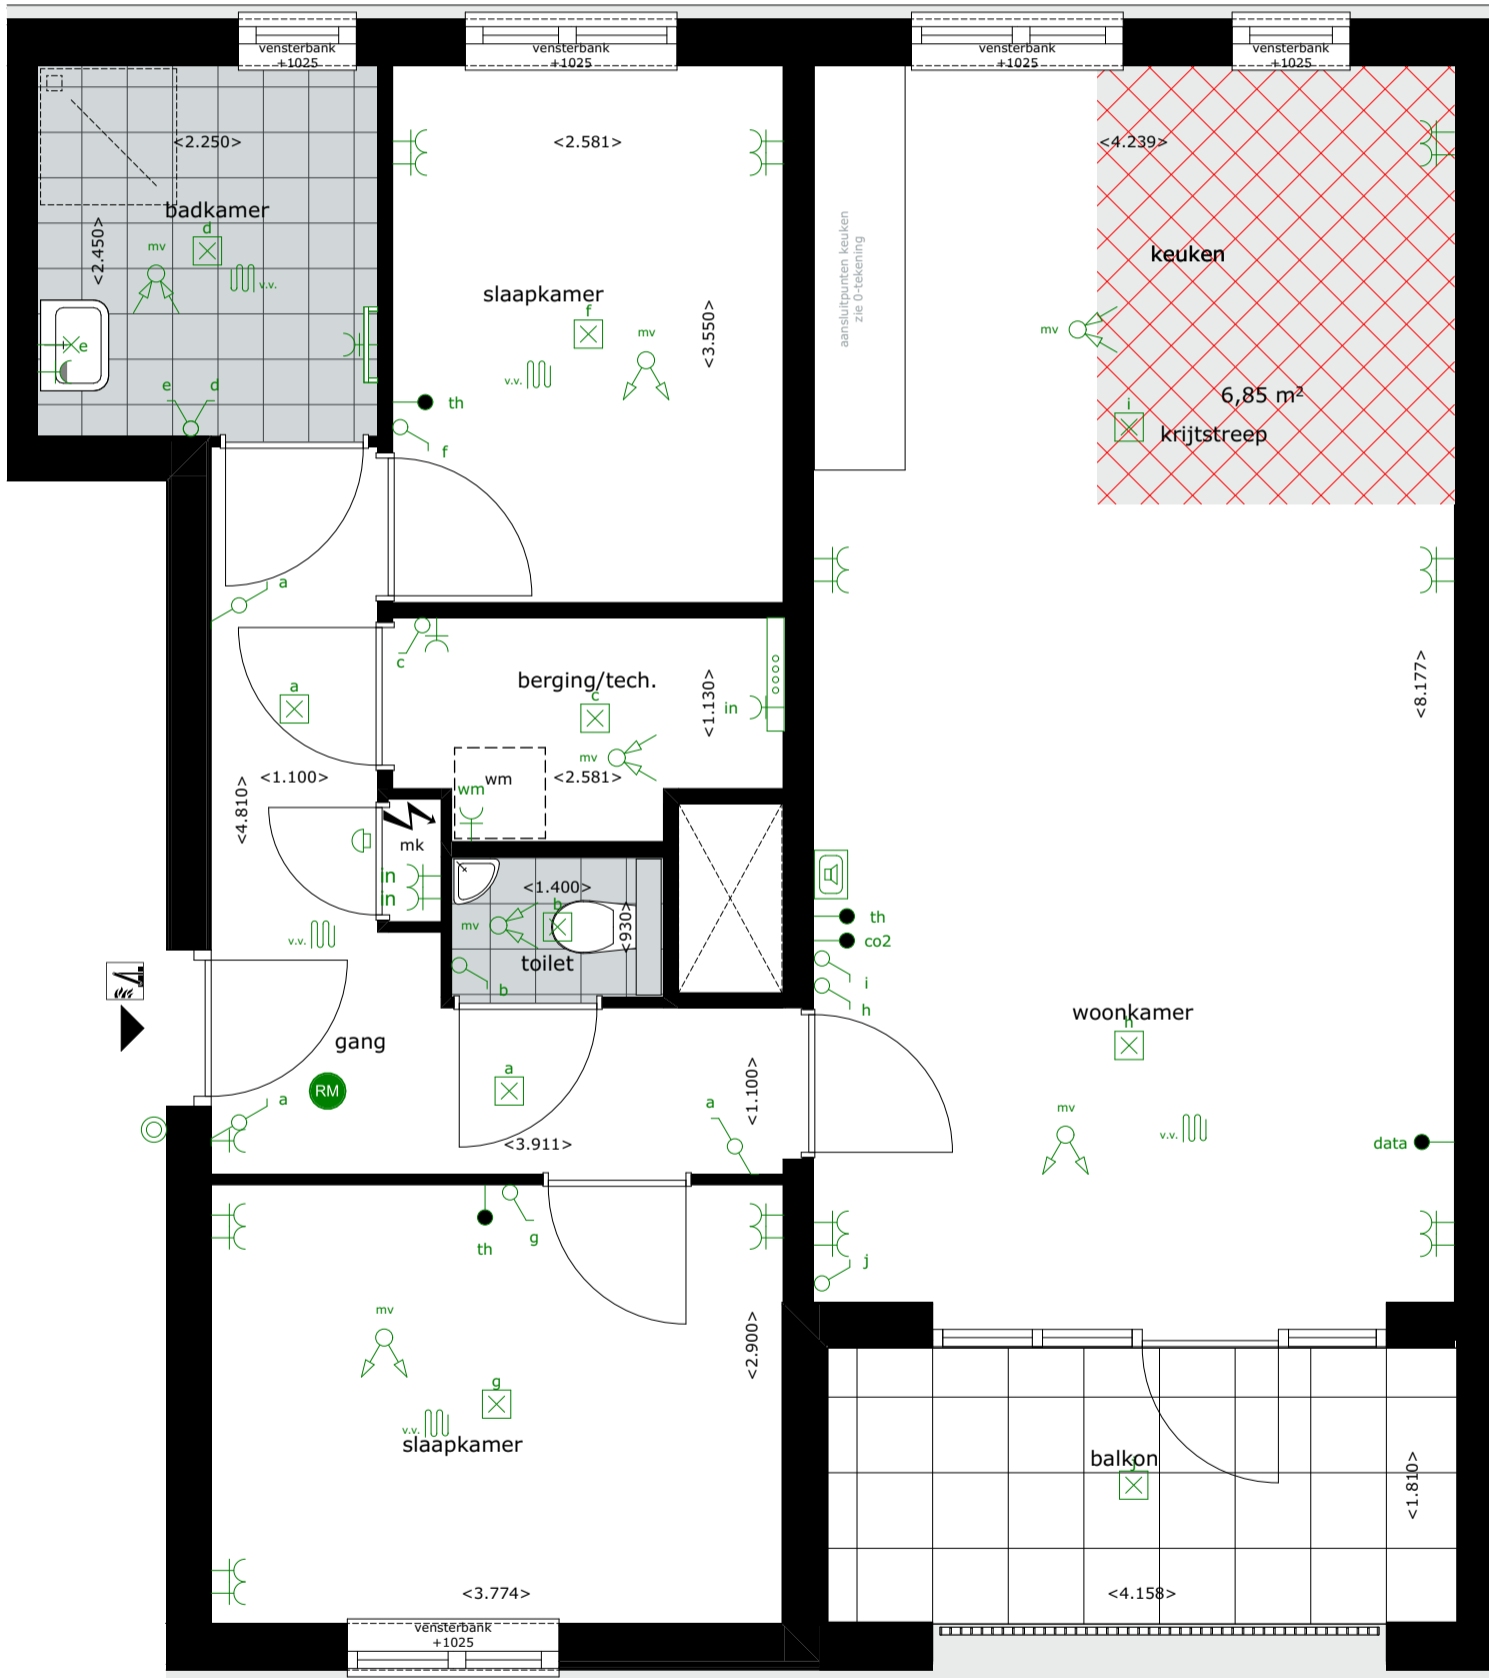 vensterbank
+1025
vensterbank
+1025
vensterbank
+1025
vensterbank
+1025
<2.250>
<2.581>
<4.239>
badkamer
d
mv
v.v.
<2.450>
e
e
d
slaapkamer
f
mv
v.v.
<3.550>
th
f
aansluitpunten keuken
zie 0-tekening
keuken
mv
6,85 m²
i
krijtstreep
a
c
berging/tech.
c
<1.130>
in
mv
<2.581>
wm
wm
a
<1.100>
<4.810>
mk
in
in
v.v.
<1.400>
b
mv
<930>
toilet
b
<8.177>
th
co2
i
h
woonkamer
h
mv
v.v.
data
gang
RM
a
a
<3.911>
a
<1.100>
th
g
j
mv
<2.900>
g
v.v.
slaapkamer
<3.774>
vensterbank
+1025
balkon
j
<1.810>
<4.158>